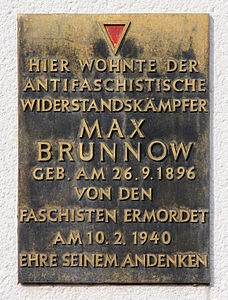 HIER WOHNTE DER
ANTIFASCHISTISCHE
WIDERSTANDSKÄMPFER
MAX
BRUNNOW
GEB. AM 26.9.1896
VON DEN
FASCHISTEN ERMORDET
AM 10.2.1940
EHRE SEINEM ANDENKEN